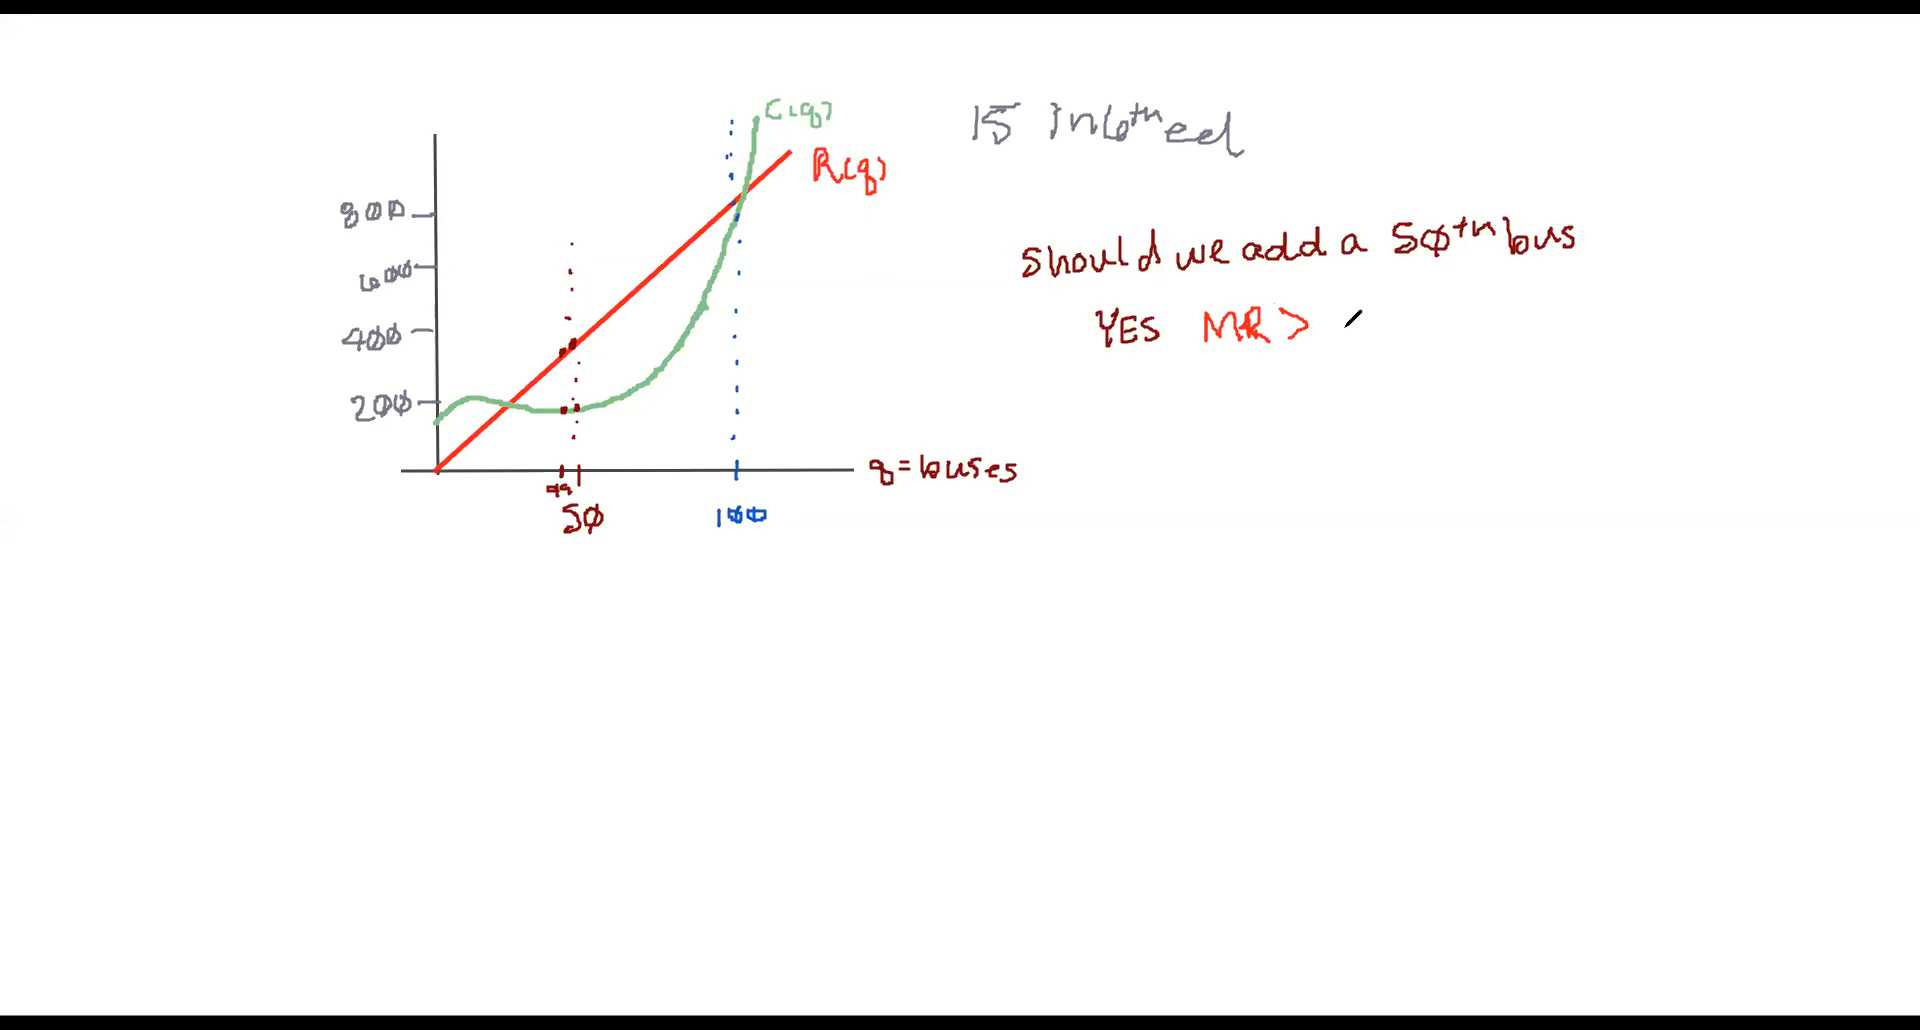 C(q)
R(q)
15 in 6th ed
800
600
400
200
should we add a 50th bus
YES MR >
q = buses
49
50
100